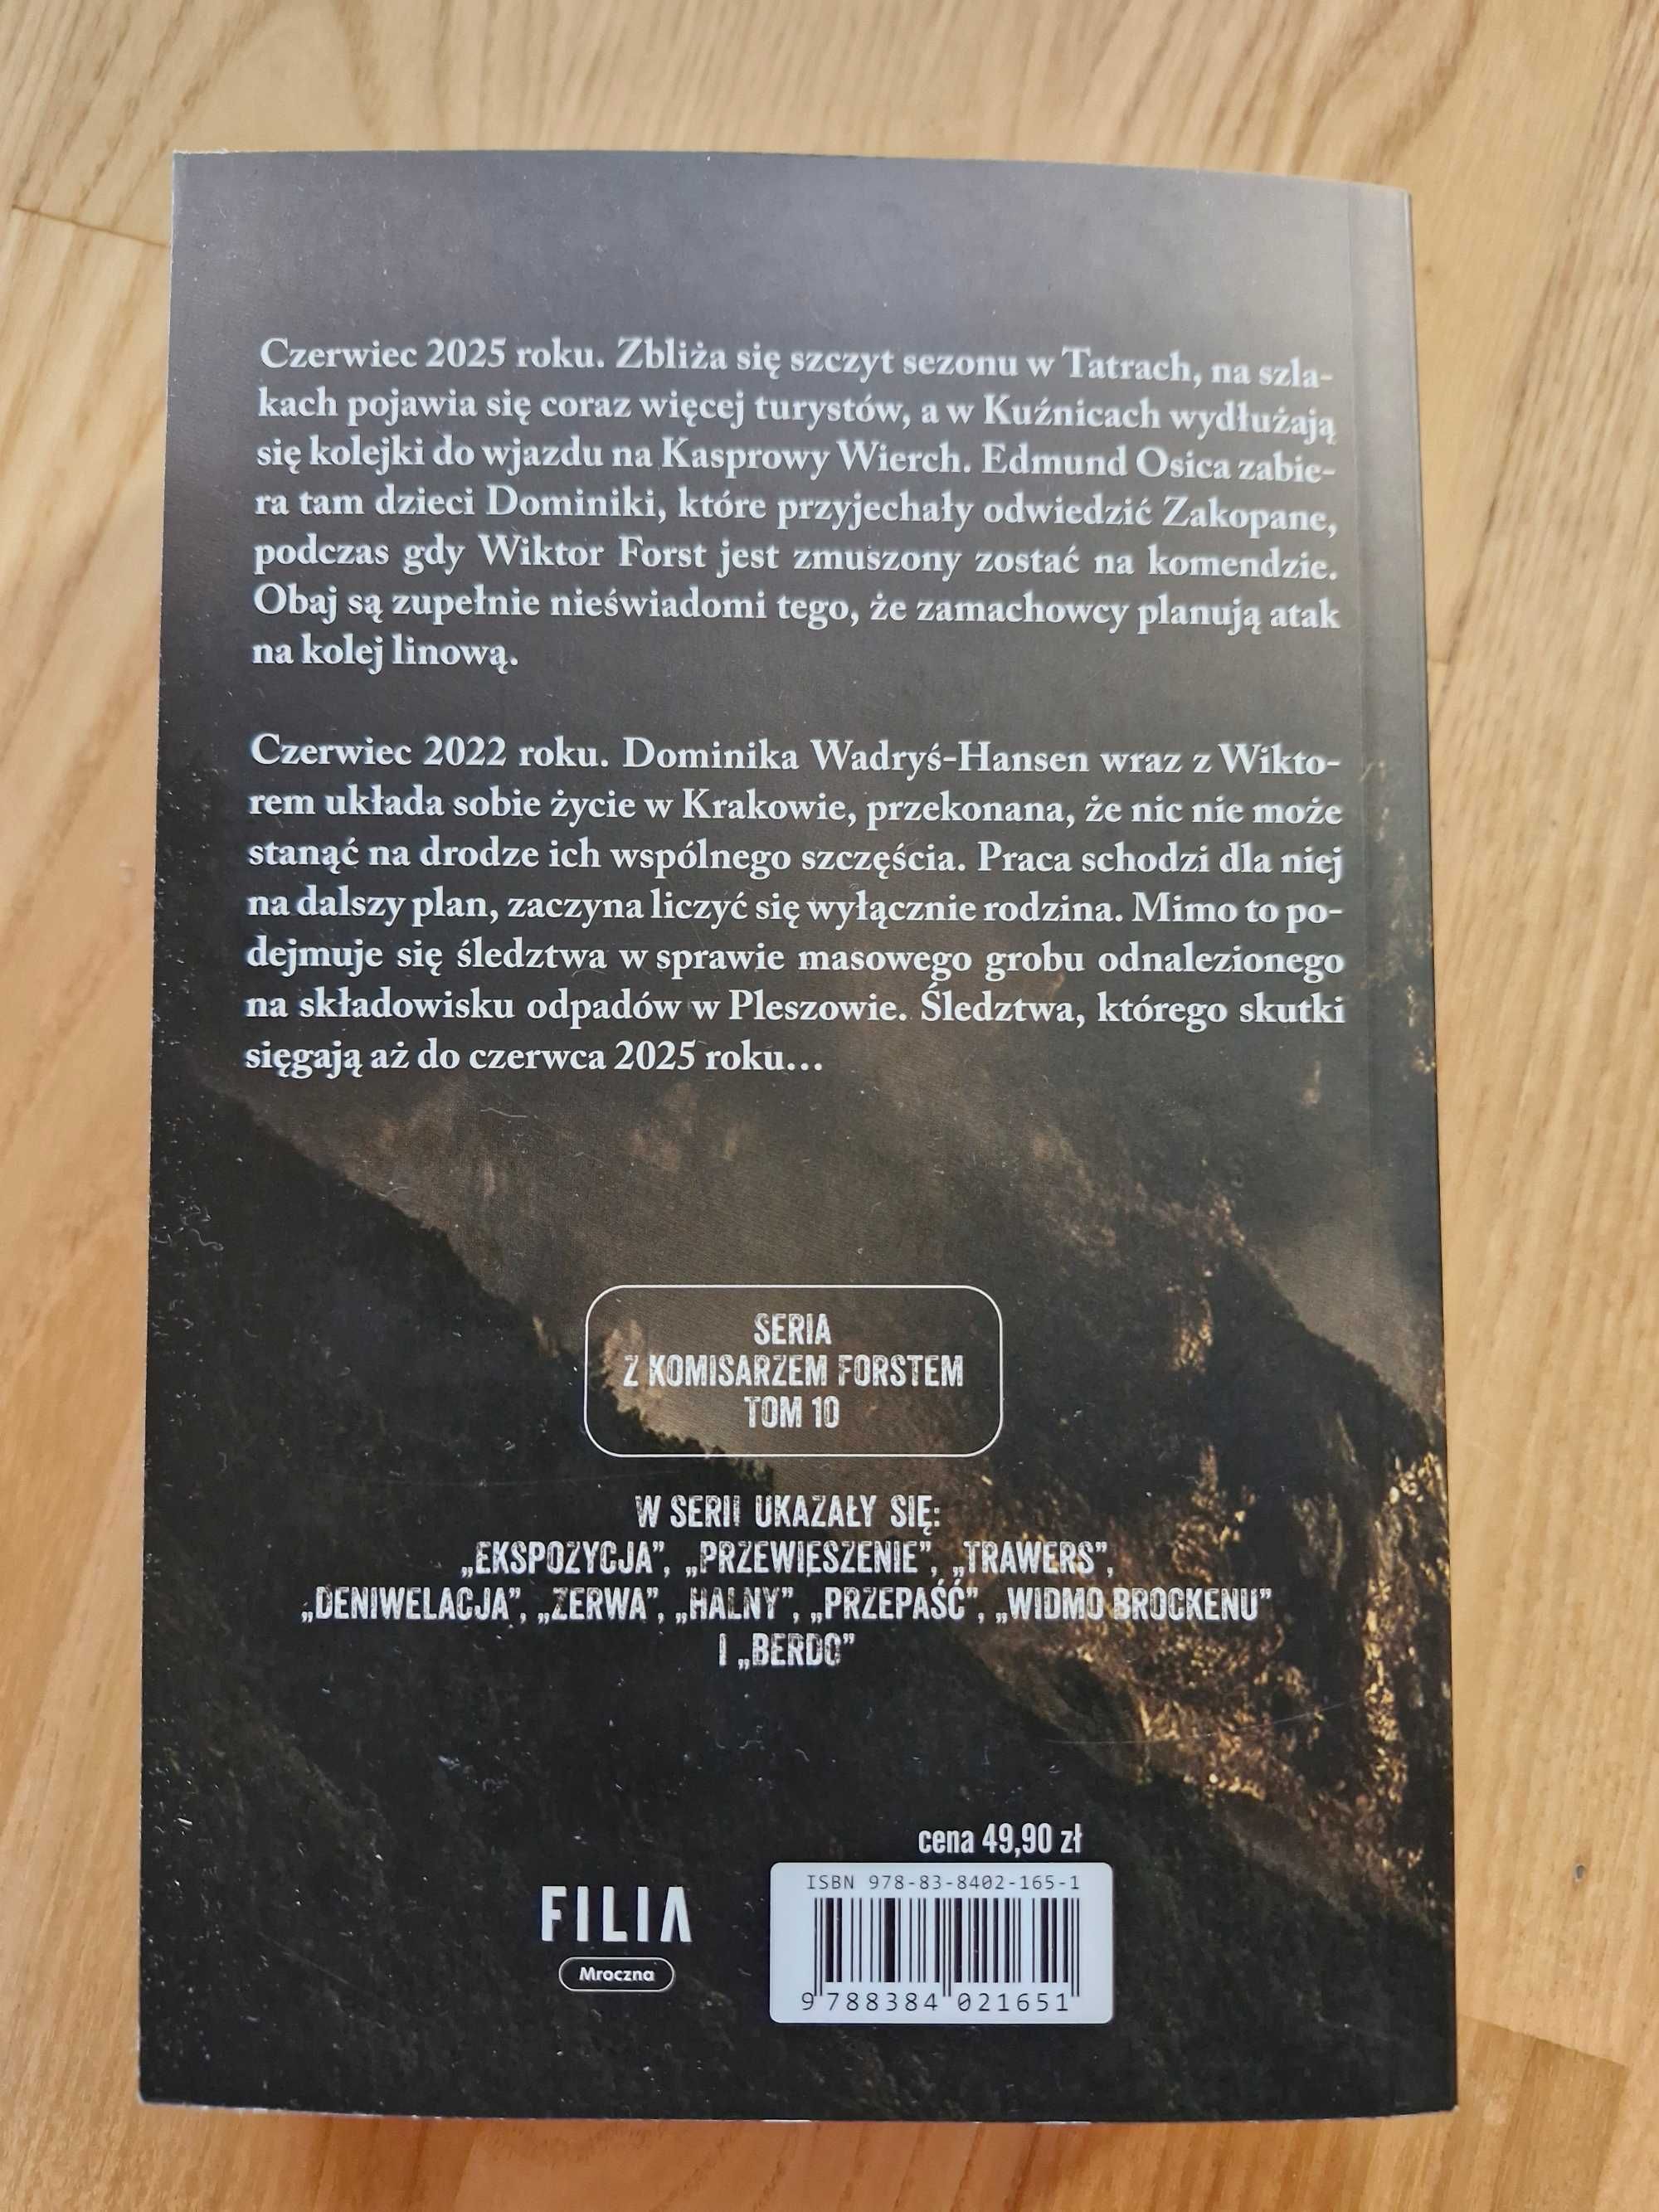 Czerwiec 2025 roku. Zbliża się szczyt sezonu w Tatrach, na szla-
kach pojawia się coraz więcej turystów, a w Kuźnicach wydłużają
się kolejki do wjazdu na Kasprowy Wierch. Edmund Osica zabie-
ra tam dzieci Dominiki, które przyjechały odwiedzić Zakopane,
podczas gdy Wiktor Forst jest zmuszony zostać na komendzie.
Obaj są zupełnie nieświadomi tego, że zamachowcy planują atak
na kolej linową.
Czerwiec 2022 roku. Dominika Wadryś-Hansen wraz z Wikto-
rem układa sobie życie w Krakowie, przekonana, że nic nie może
stanąć na drodze ich wspólnego szczęścia. Praca schodzi dla niej
na dalszy plan, zaczyna liczyć się wyłącznie rodzina. Mimo to po-
dejmuje się śledztwa w sprawie masowego grobu odnalezionego
na składowisku odpadów w Pleszowie. Śledztwa, którego skutki
sięgają aż do czerwca 2025 roku...
SERIA
Z KOMISARZEM FORSTEM
TOM 10
W SERII UKAZAŁY SIĘ:
„EKSPOZYCJA”, „PRZEWIESZENIE”, „TRAWERS”,
„DENIWELACJA”, „ZERWA”, „HALNY”, „PRZEPAŚĆ”, „WIDMO BROCKENU”
I „BERDO”
cena 49,90 zł
ISBN 978-83-8402-165-1
FILIA
Mroczna
9 788384 021651